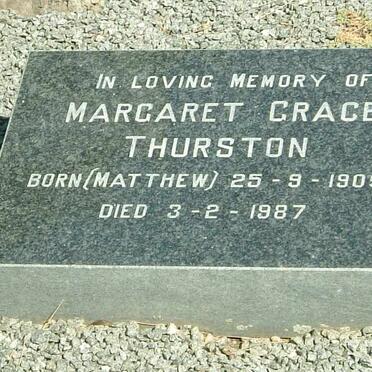 IN LOVING MEMORY OF
MARGARET GRACE
THURSTON
BORN (MATTHEW) 25-9-1909
DIED 3-2-1987